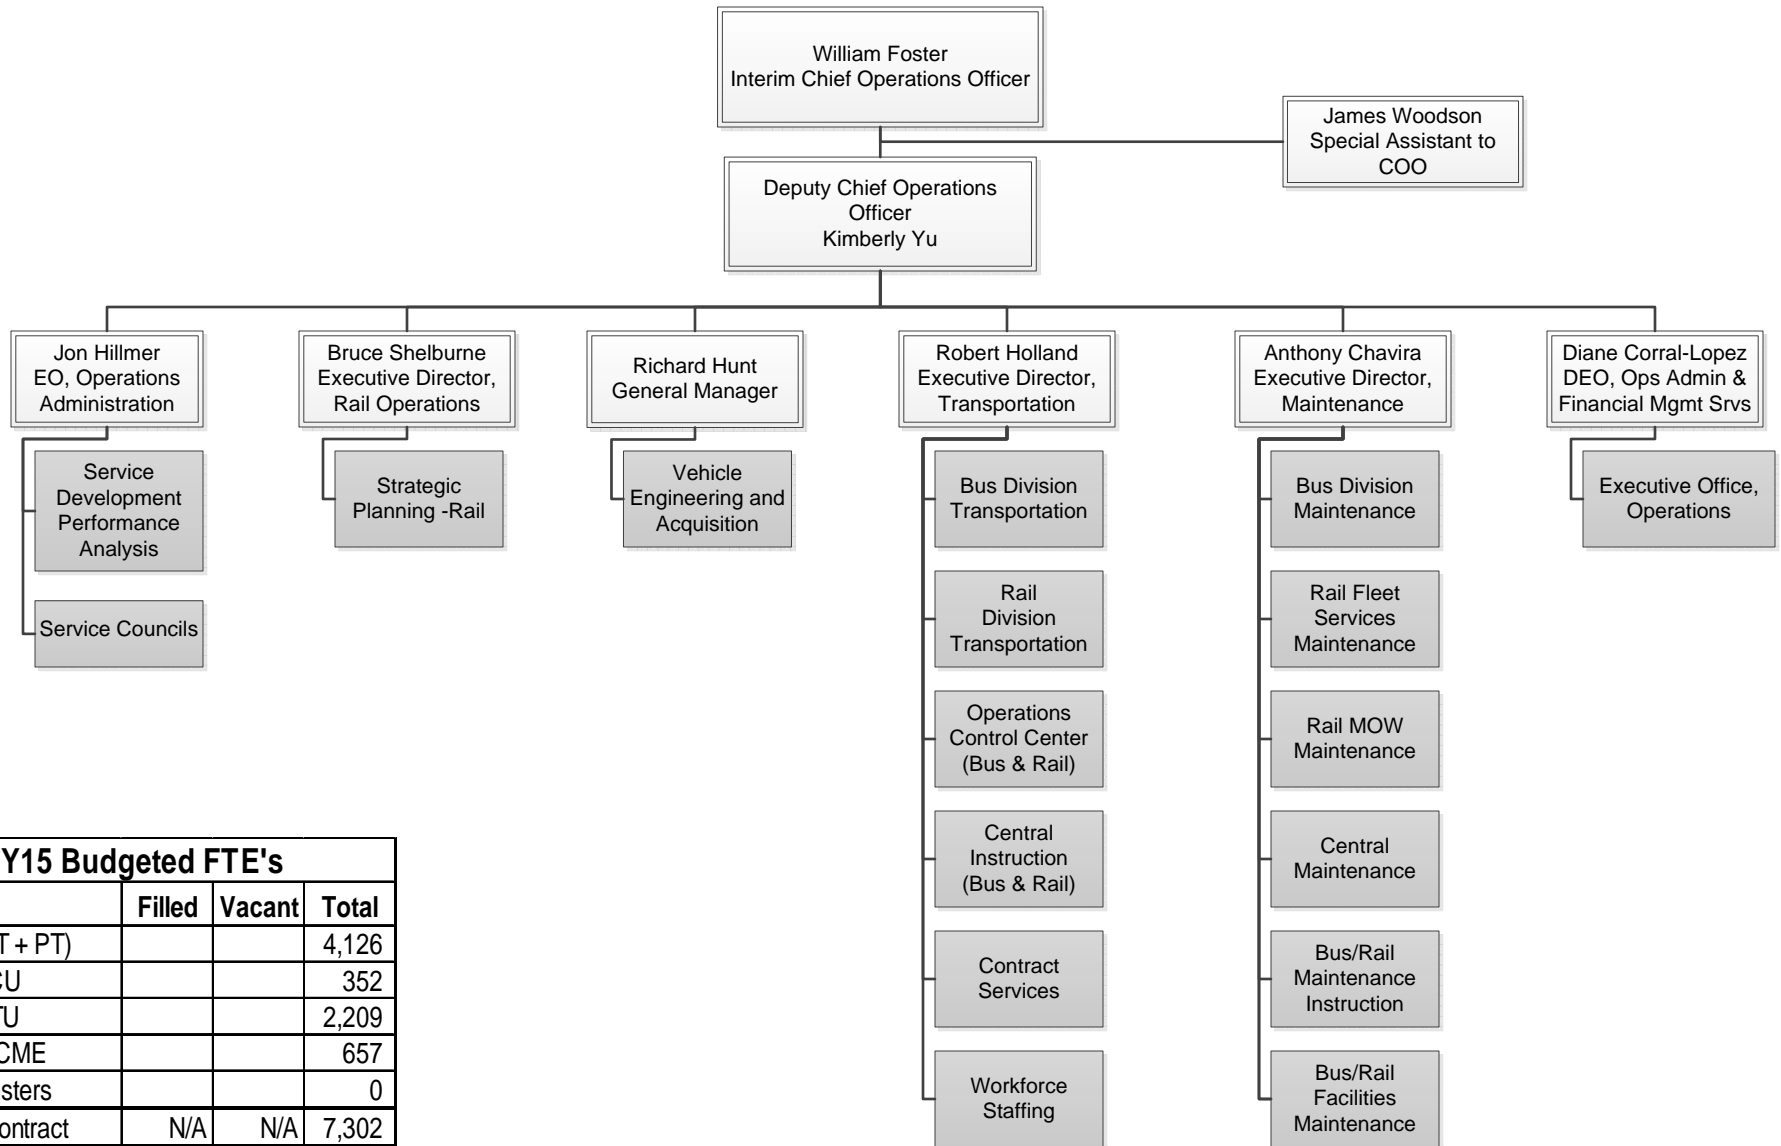 William Foster
Interim Chief Operations Officer
James Woodson
Special Assistant to
COO
Deputy Chief Operations
Officer
Kimberly Yu
Jon Hillmer
EO, Operations
Administration
Bruce Shelburne
Executive Director,
Rail Operations
Richard Hunt
General Manager
Robert Holland
Executive Director,
Transportation
Anthony Chavira
Executive Director,
Maintenance
Diane Corral-Lopez
DEO, Ops Admin &
Financial Mgmt Srvs
Service
Development
Performance
Analysis
Service Councils
Strategic
Planning -Rail
Vehicle
Engineering and
Acquisition
Bus Division
Transportation
Rail
Division
Transportation
Operations
Control Center
(Bus & Rail)
Central
Instruction
(Bus & Rail)
Contract
Services
Workforce
Staffing
Bus Division
Maintenance
Rail Fleet
Services
Maintenance
Rail MOW
Maintenance
Central
Maintenance
Bus/Rail
Maintenance
Instruction
Bus/Rail
Facilities
Maintenance
Executive Office,
Operations
Y15 Budgeted FTE's
Filled Vacant Total
T + PT) 4,126
CU 352
TU 2,209
CME 657
sters 0
ontract N/A N/A 7,302